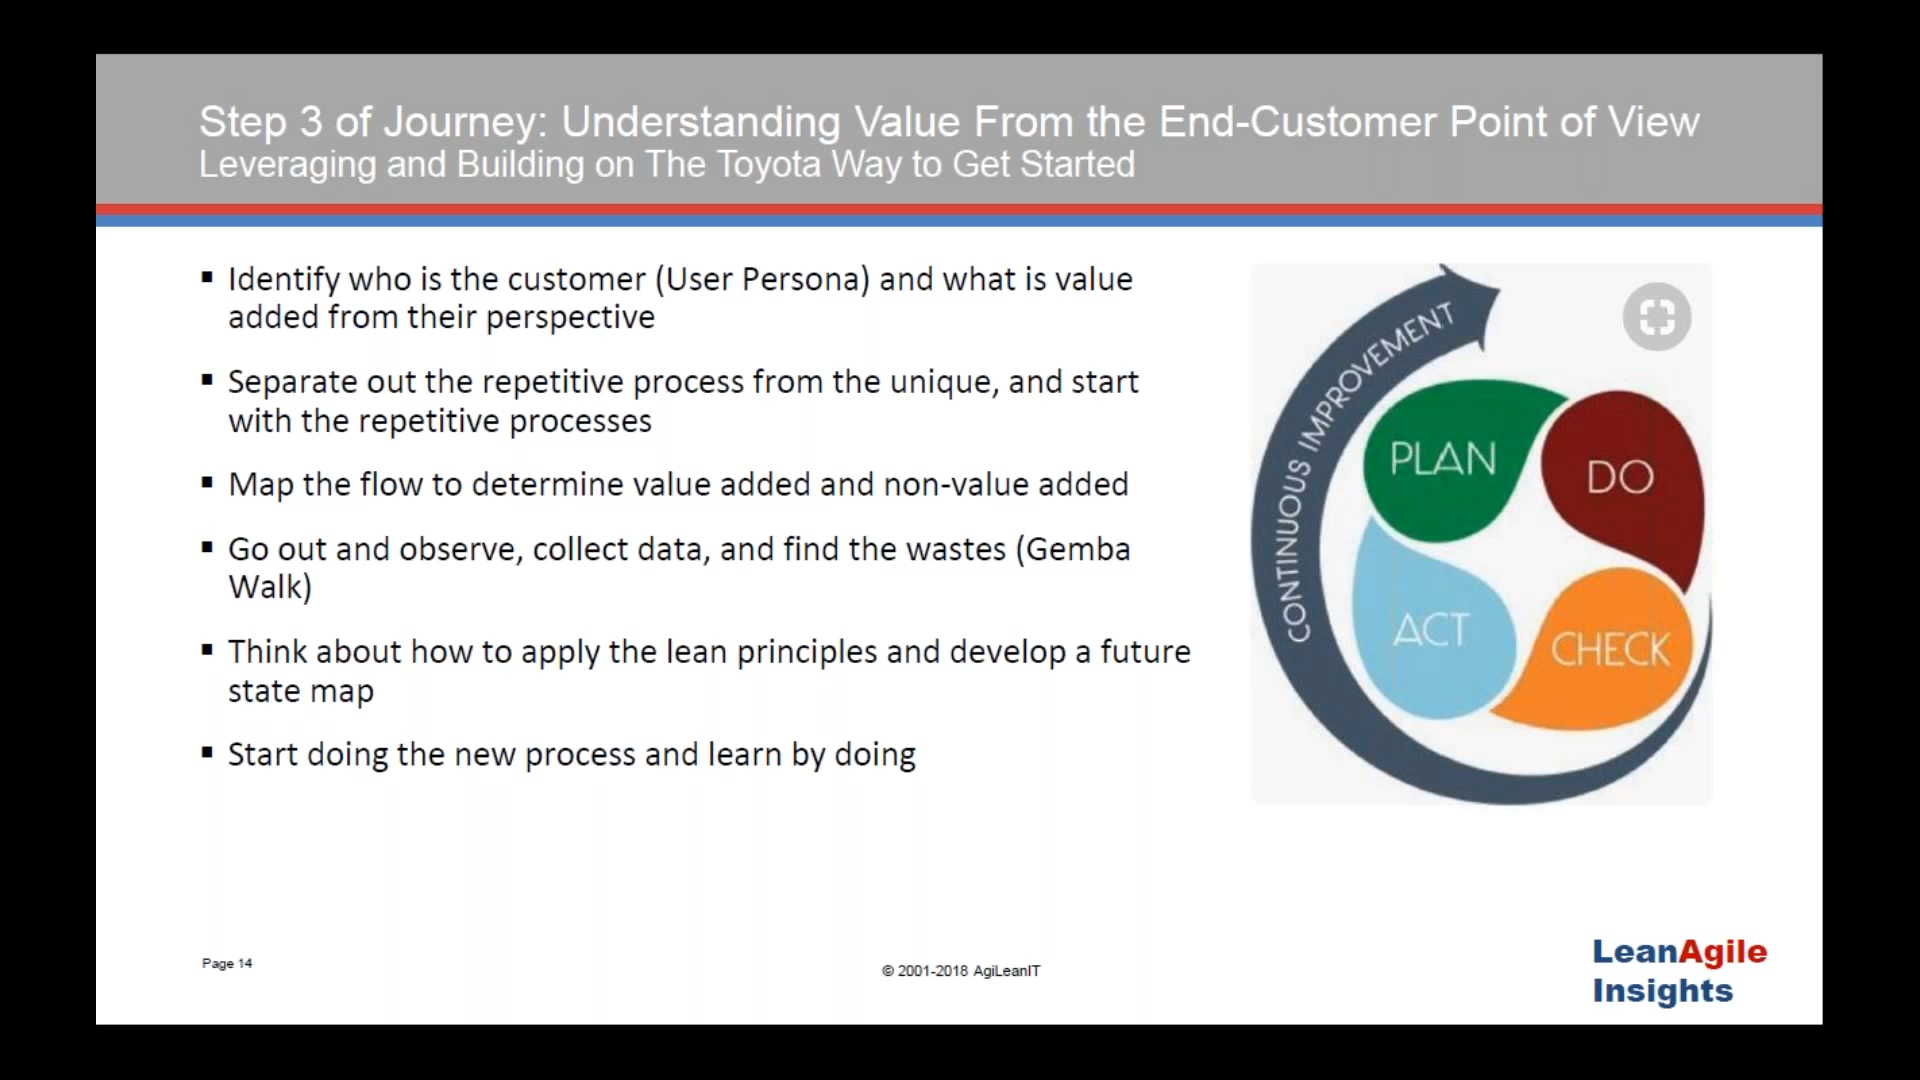 Step 3 of Journey: Understanding Value From the End-Customer Point of View
Leveraging and Building on The Toyota Way to Get Started
▪ Identify who is the customer (User Persona) and what is value
added from their perspective
▪ Separate out the repetitive process from the unique, and start
with the repetitive processes
▪ Map the flow to determine value added and non-value added
▪ Go out and observe, collect data, and find the wastes (Gemba
Walk)
▪ Think about how to apply the lean principles and develop a future
state map
▪ Start doing the new process and learn by doing
CONTINUOUS IMPROVEMENT
PLAN
DO
ACT
CHECK
Page 14
© 2001-2018 AgiLeanIT
LeanAgile
Insights